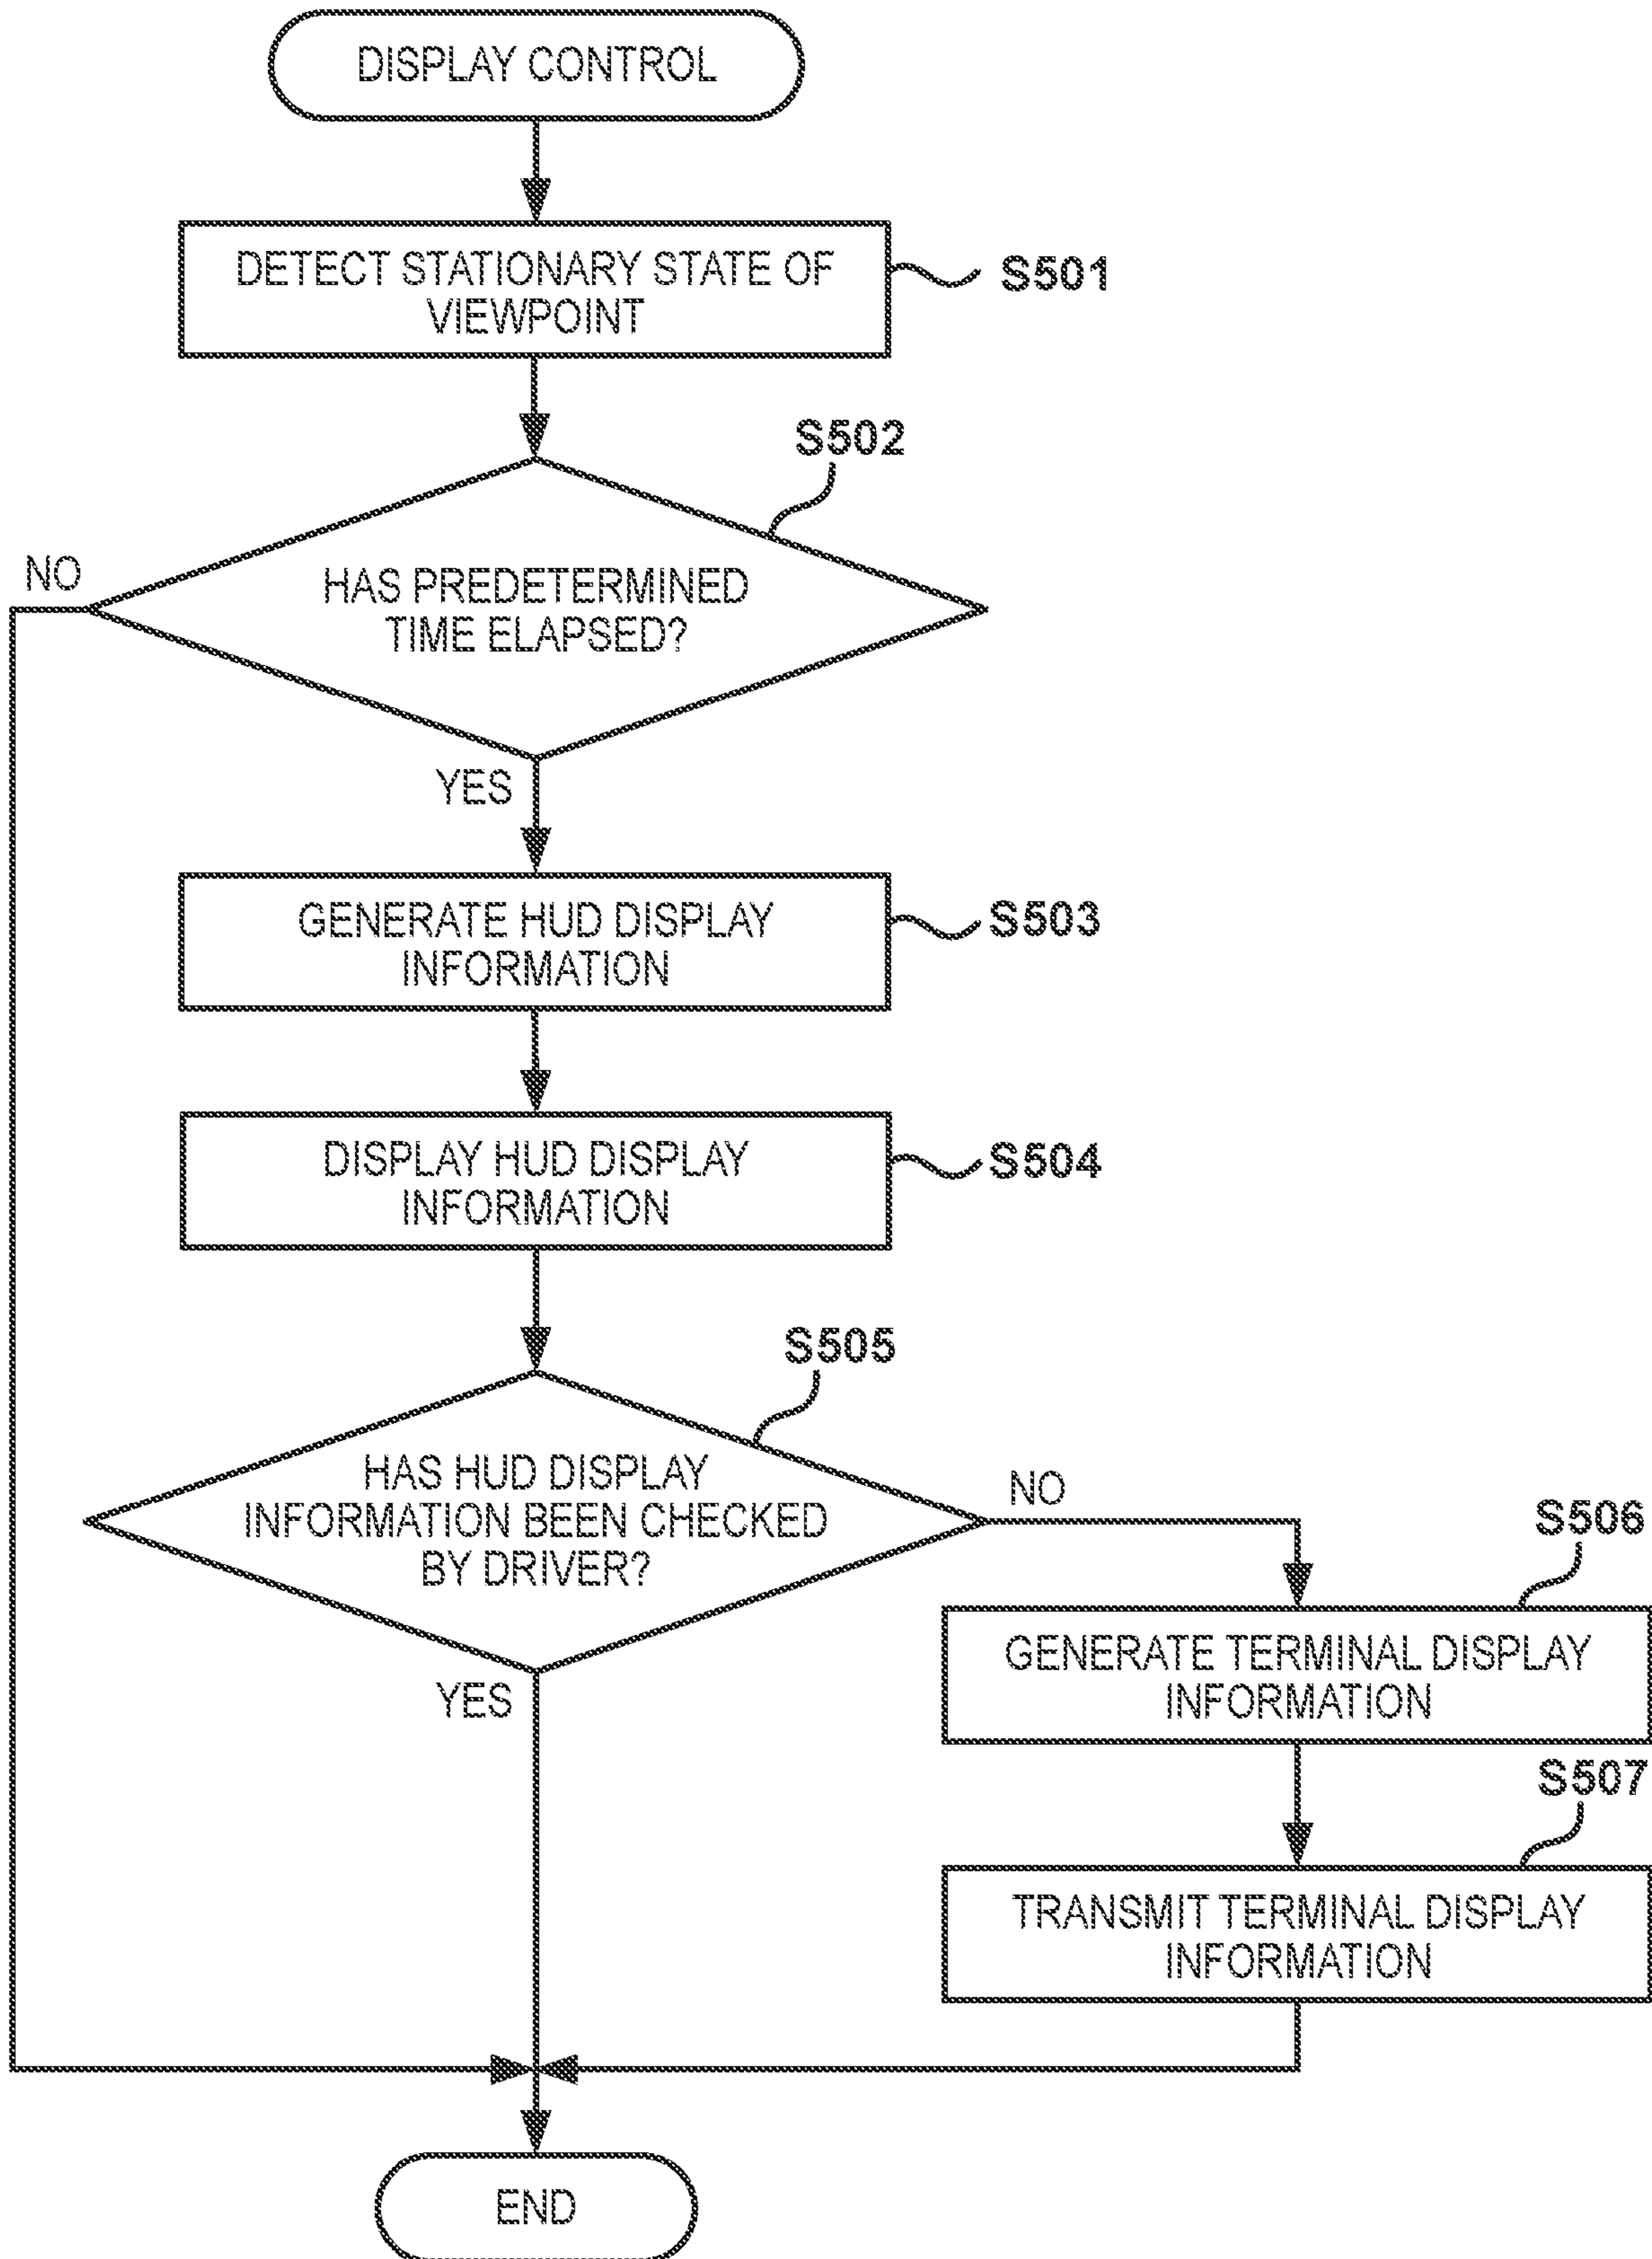 DISPLAY CONTROL
DETECT STATIONARY STATE OF
VIEWPOINT
S501
S502
NO
HAS PREDETERMINED
TIME ELAPSED?
YES
GENERATE HUD DISPLAY
INFORMATION
S503
DISPLAY HUD DISPLAY
INFORMATION
S504
S505
HAS HUD DISPLAY
INFORMATION BEEN CHECKED
BY DRIVER?
NO
YES
S506
GENERATE TERMINAL DISPLAY
INFORMATION
S507
TRANSMIT TERMINAL DISPLAY
INFORMATION
END